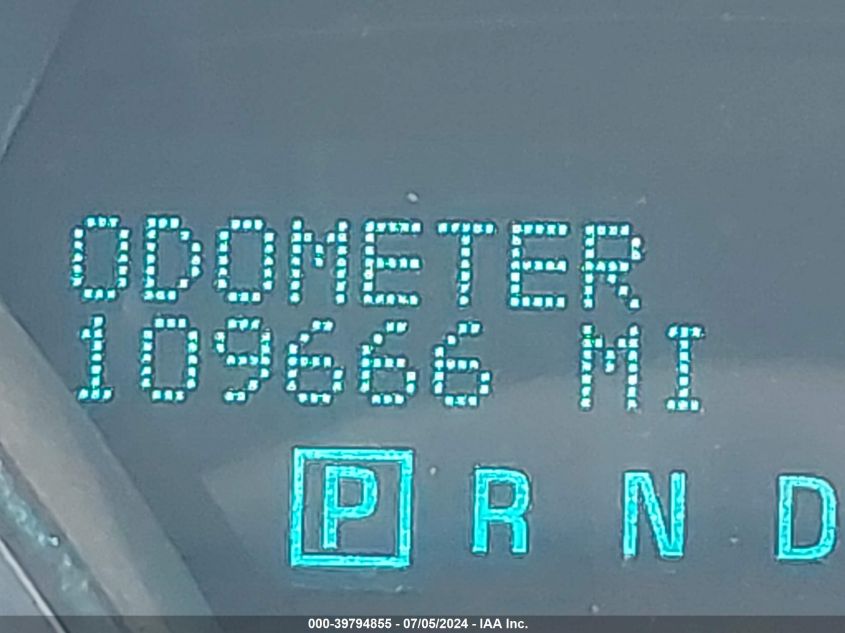 ODOMETER
109666 MI
P R N D
000-39794855 - 07/05/2024 - IAA Inc.